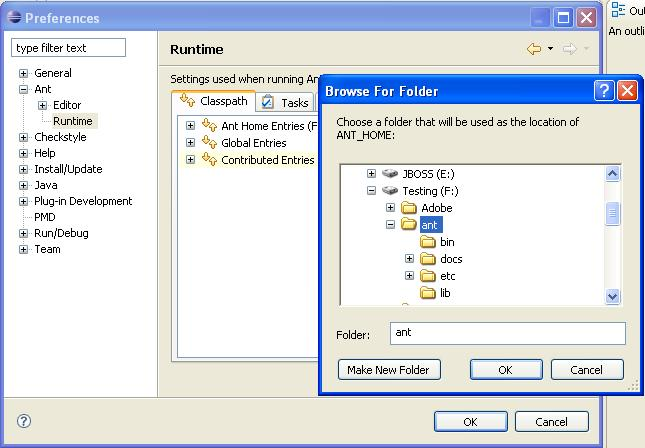 Preferences
Out
An outli
type filter text
General
Ant
Editor
Runtime
Checkstyle
Help
Install/Update
Java
Plug-in Development
PMD
Run/Debug
Team
Runtime
Settings used when running An
Classpath
Tasks
Ant Home Entries (F
Global Entries
Contributed Entries
Browse For Folder
Choose a folder that will be used as the location of
ANT_HOME:
JBOSS (E:)
Testing (F:)
Adobe
ant
bin
docs
etc
lib
Folder: ant
Make New Folder OK Cancel
OK Cancel